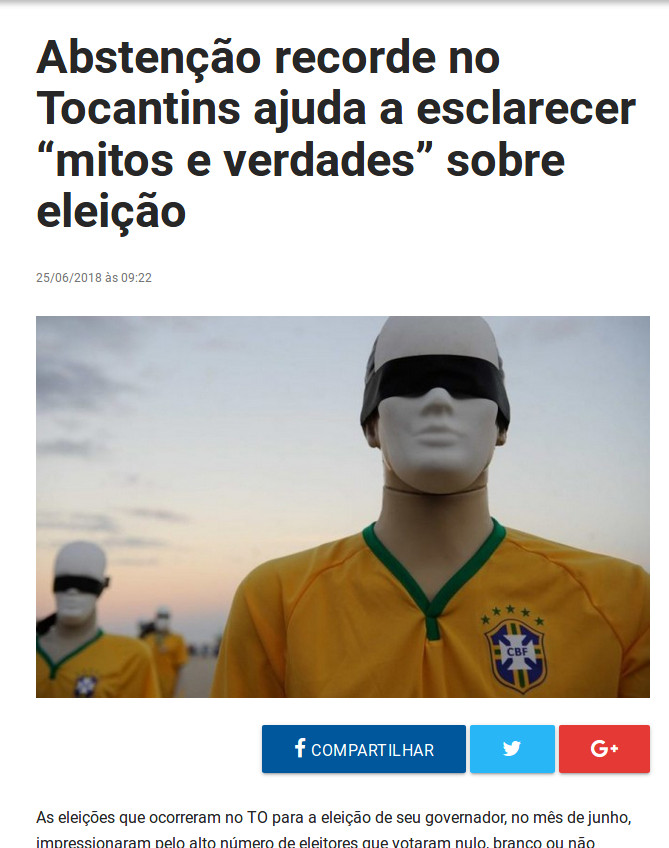 Abstenção recorde no
Tocantins ajuda a esclarecer
“mitos e verdades” sobre
eleição
25/06/2018 às 09:22
CBF
f COMPARTILHAR
G+
As eleições que ocorreram no TO para a eleição de seu governador, no mês de junho,
impressionaram pelo alto número de eleitores que votaram nulo, branco ou não